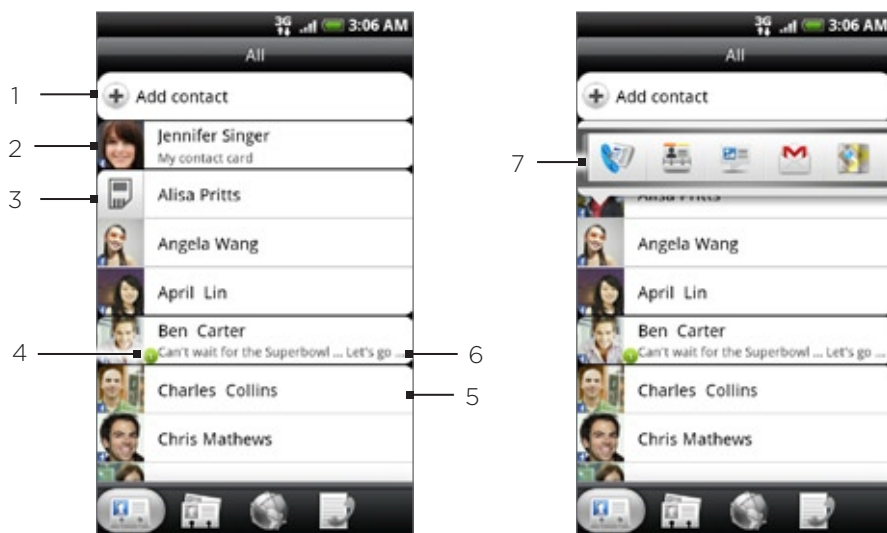 3G 3:06 AM
All
1
Add contact
2
Jennifer Singer
My contact card
3
Alisa Pritts
Angela Wang
April Lin
Ben Carter
4
Can't wait for the Superbowl ... Let's go ...
6
Charles Collins
5
Chris Mathews
3G 3:06 AM
All
Add contact
7
Alisa Pritts
Angela Wang
April Lin
Ben Carter
Can't wait for the Superbowl ... Let's go ...
Charles Collins
Chris Mathews